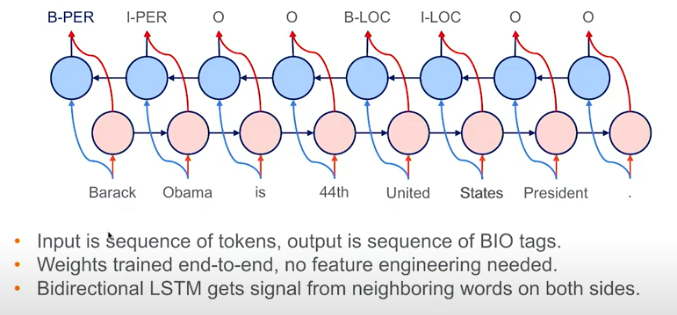 B-PER I-PER O O B-LOC I-LOC O O
Barack Obama is 44th United States President .
• Input is sequence of tokens, output is sequence of BIO tags.
• Weights trained end-to-end, no feature engineering needed.
• Bidirectional LSTM gets signal from neighboring words on both sides.